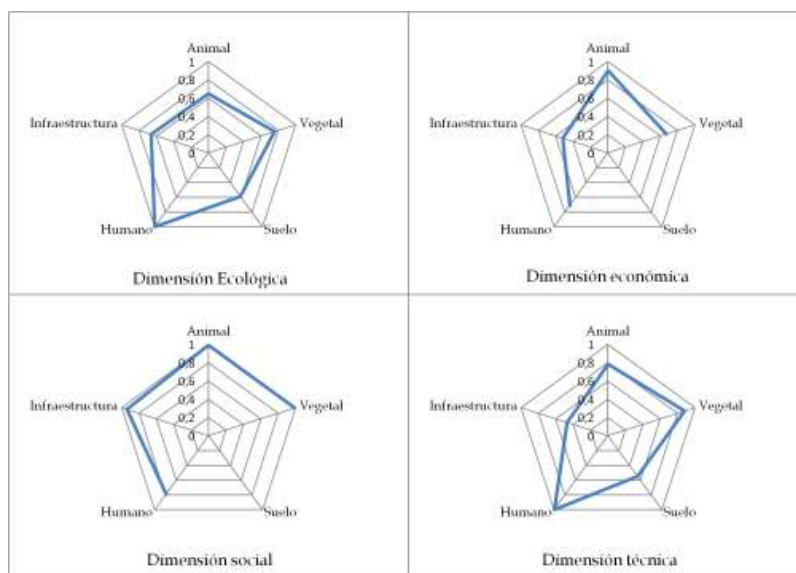 Animal
1
0,8
0,6
0,4
0,2
0
Infraestructura
Vegetal
Humano
Suelo
Dimensión Ecológica
Animal
1
0,8
0,6
0,4
0,2
0
Infraestructura
Vegetal
Humano
Suelo
Dimensión económica
Animal
1
0,8
0,6
0,4
0,2
0
Infraestructura
Vegetal
Humano
Suelo
Dimensión social
Animal
1
0,8
0,6
0,4
0,2
0
Infraestructura
Vegetal
Humano
Suelo
Dimensión técnica